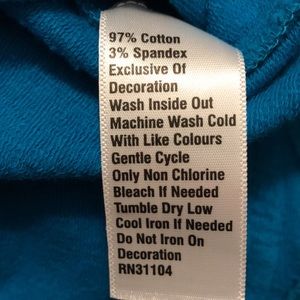 97% Cotton
3% Spandex
Exclusive Of
Decoration
Wash Inside Out
Machine Wash Cold
With Like Colours
Gentle Cycle
Only Non Chlorine
Bleach If Needed
Tumble Dry Low
Cool Iron If Needed
Do Not Iron On
Decoration
RN31104